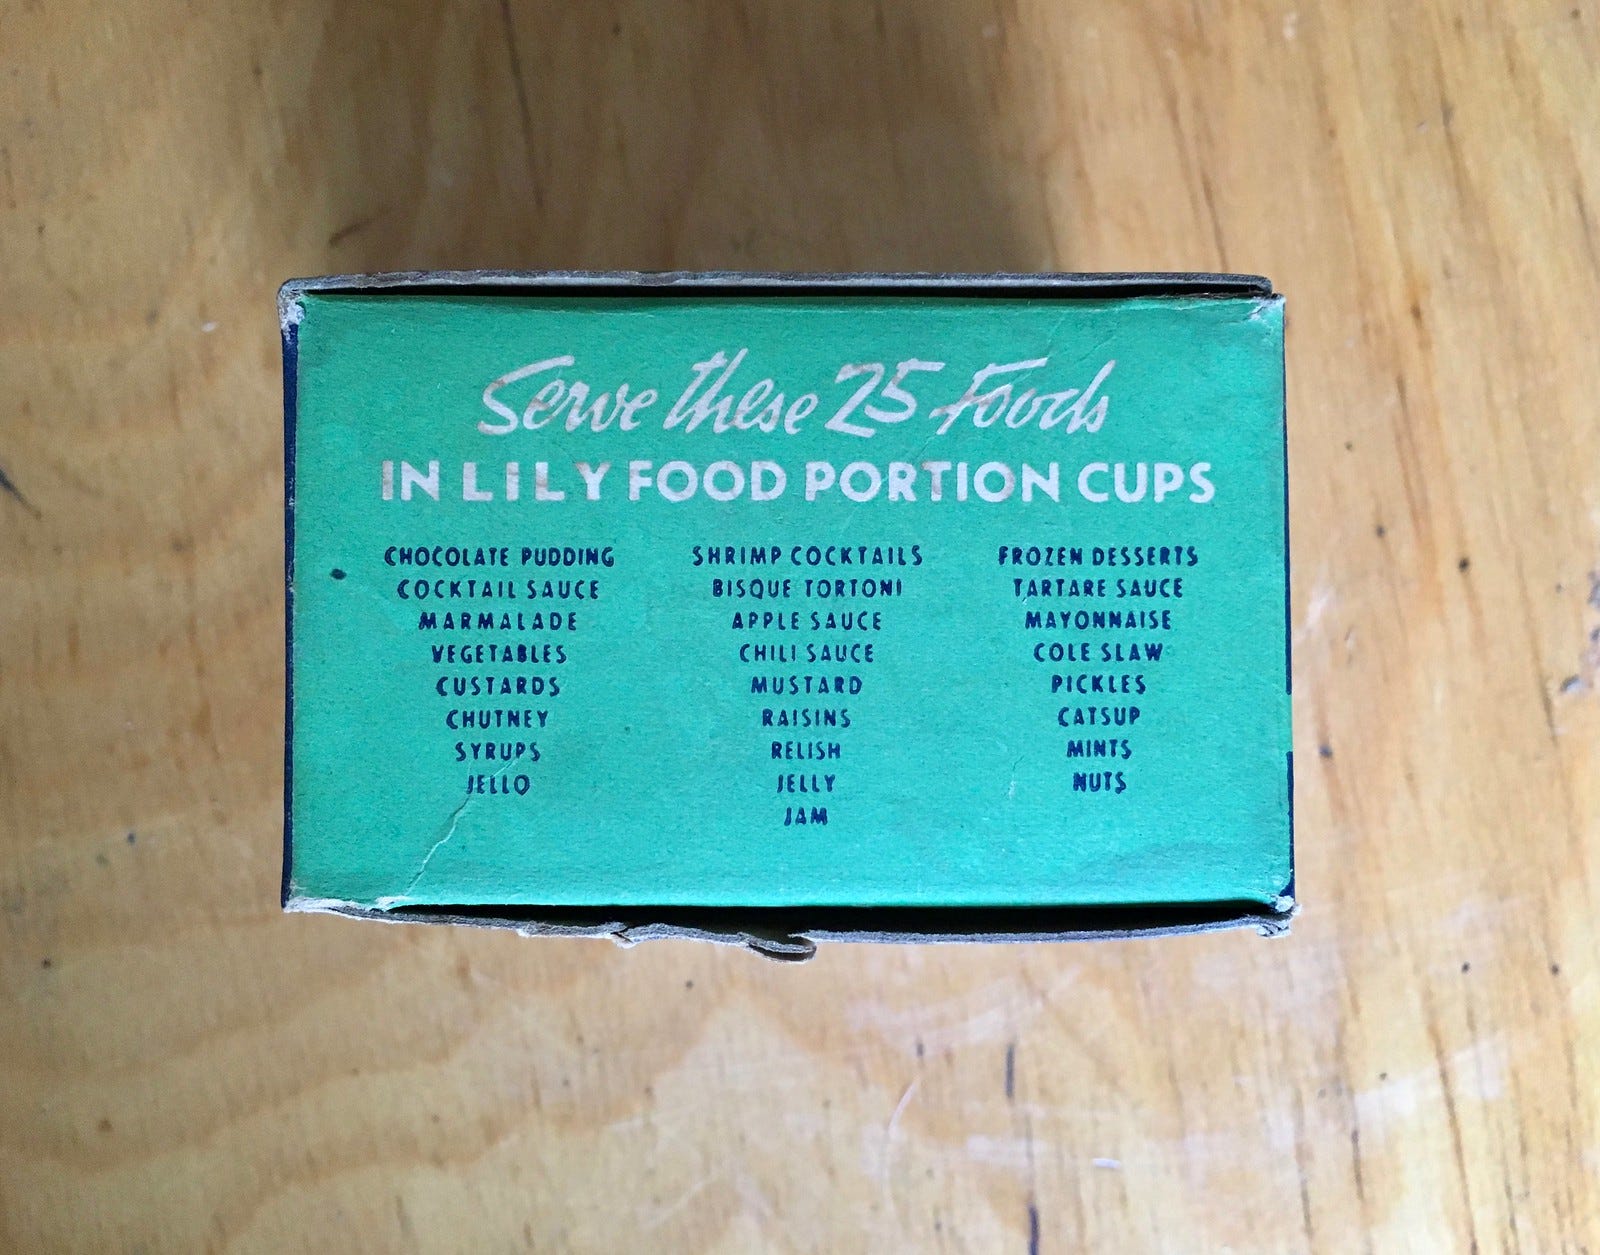 Serve these 25 Foods
IN LILY FOOD PORTION CUPS
CHOCOLATE PUDDING
COCKTAIL SAUCE
MARMALADE
VEGETABLES
CUSTARDS
CHUTNEY
SYRUPS
JELLO
SHRIMP COCKTAILS
BISQUE TORTONI
APPLE SAUCE
CHILI SAUCE
MUSTARD
RAISINS
RELISH
JELLY
JAM
FROZEN DESSERTS
TARTARE SAUCE
MAYONNAISE
COLE SLAW
PICKLES
CATSUP
MINTS
NUTS